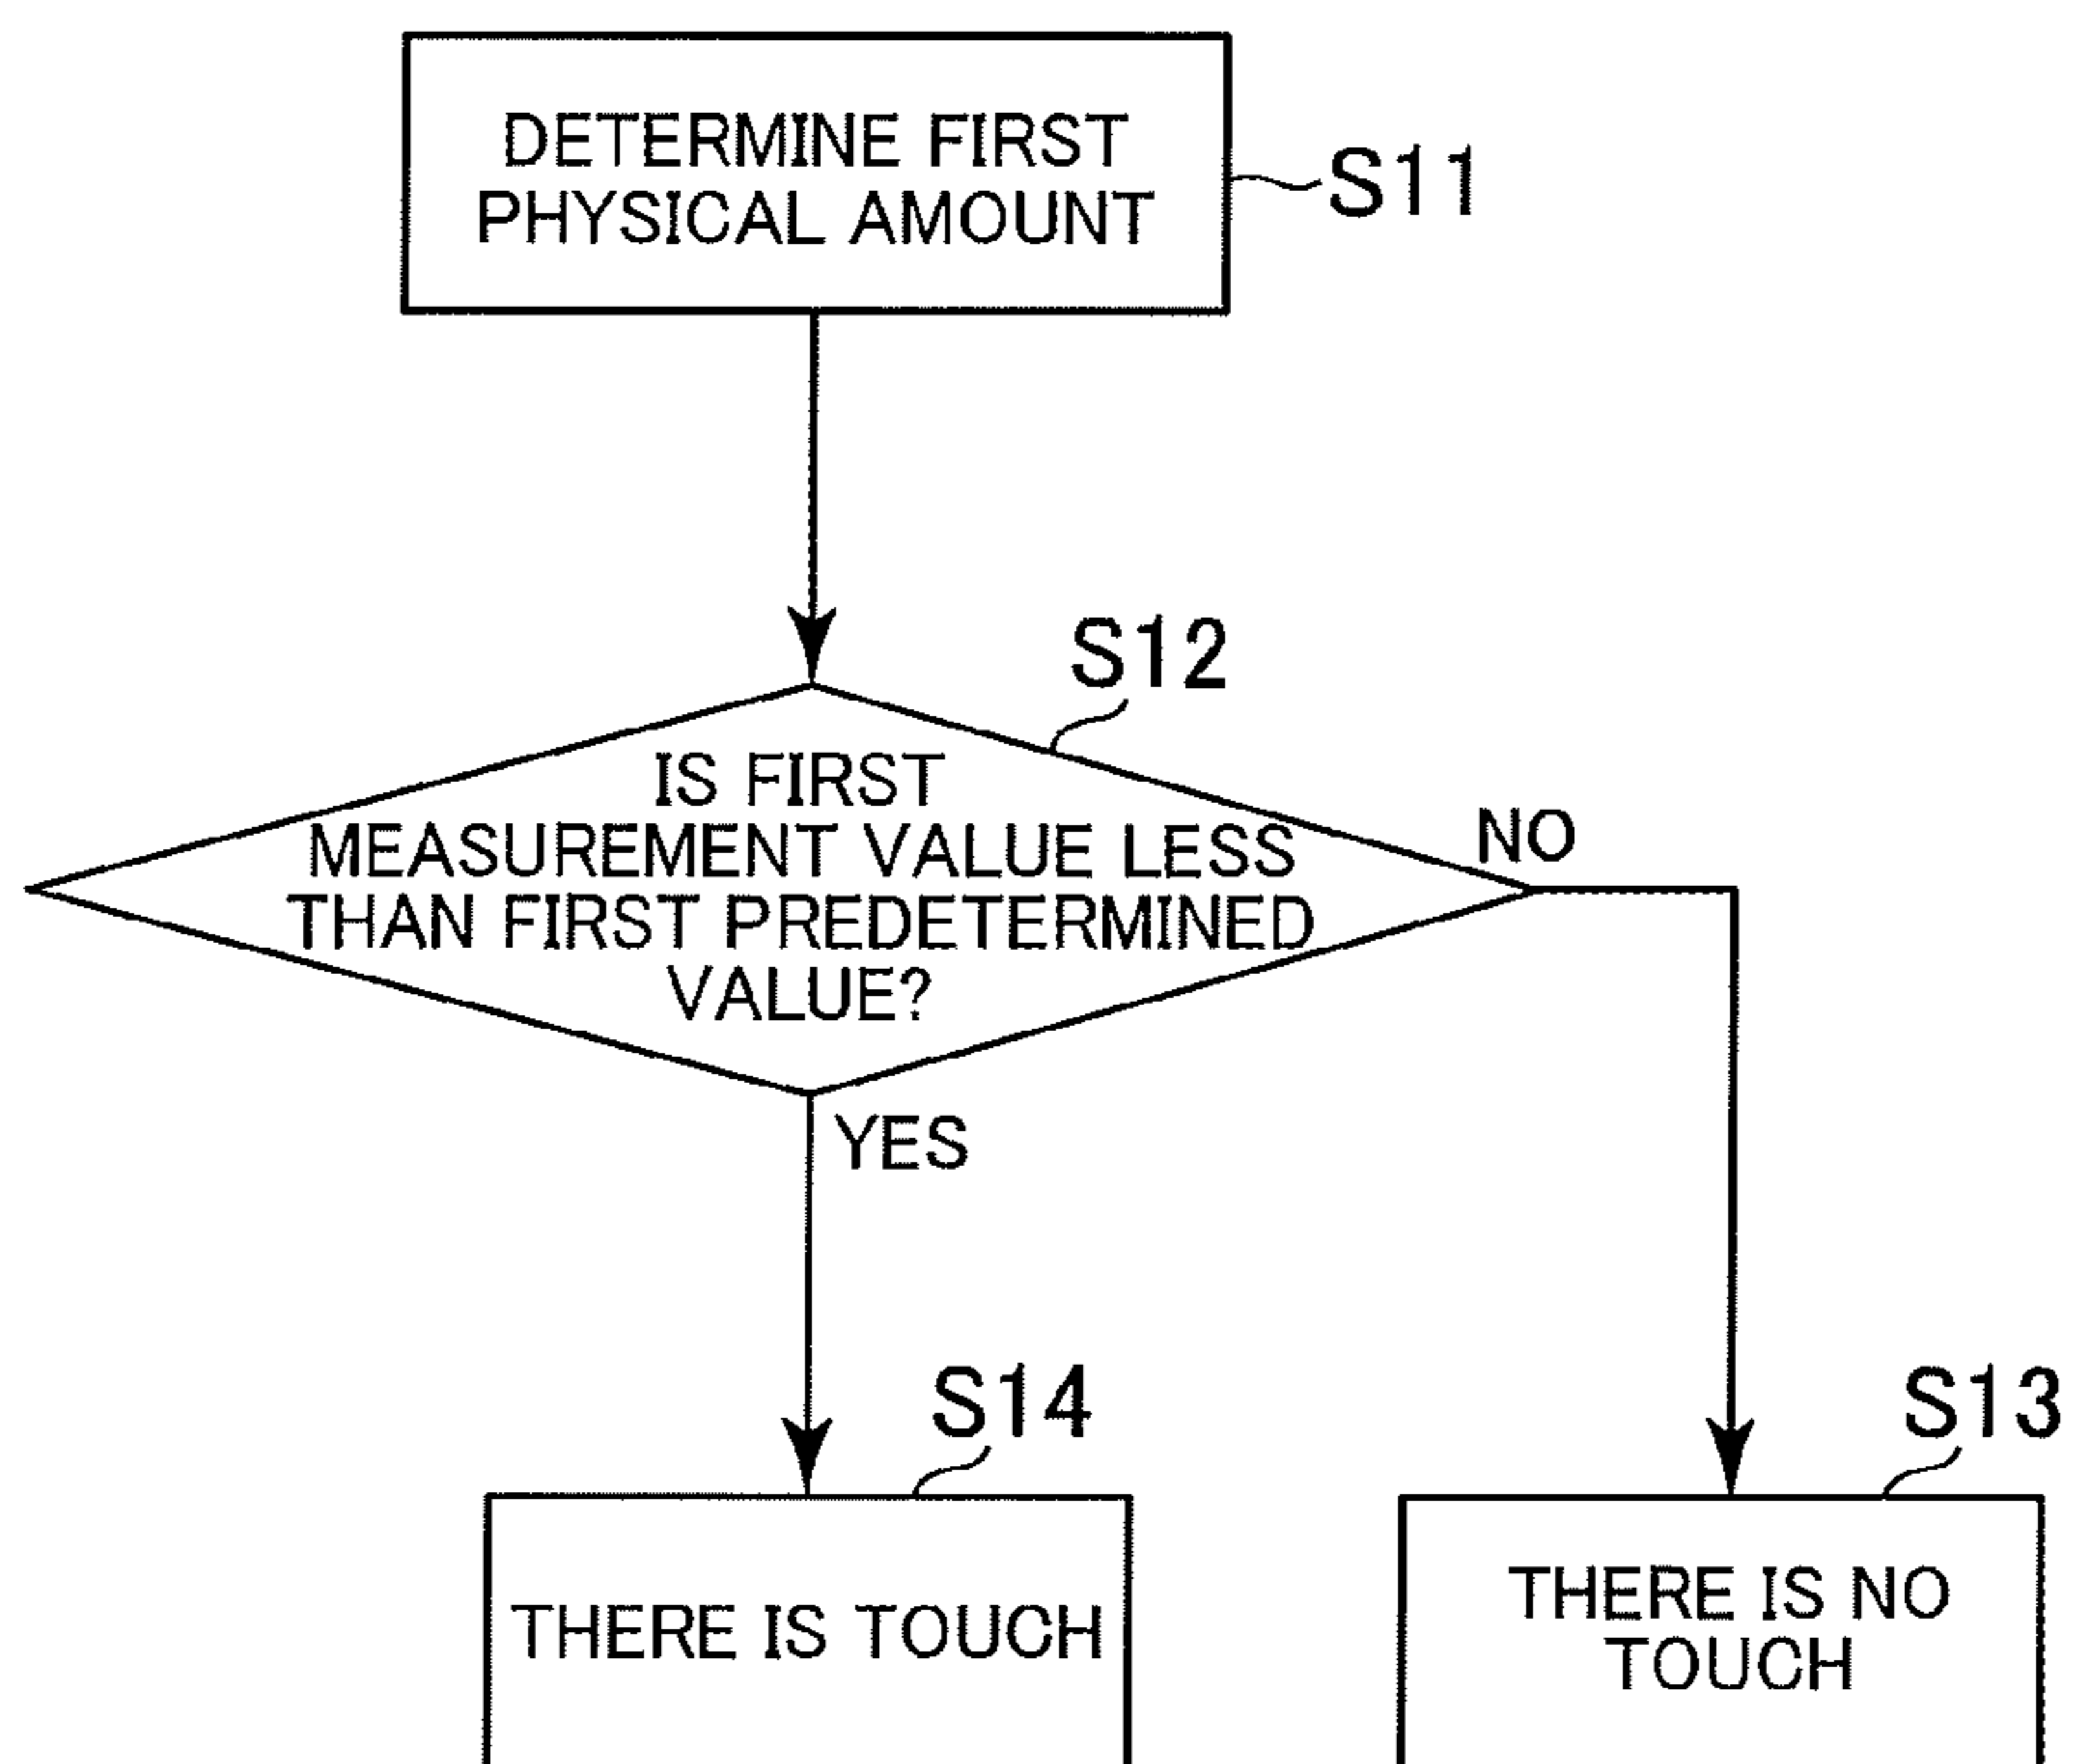 DETERMINE FIRST
PHYSICAL AMOUNT
S11
S12
IS FIRST
MEASUREMENT VALUE LESS
THAN FIRST PREDETERMINED
VALUE?
NO
YES
S14
THERE IS TOUCH
S13
THERE IS NO
TOUCH